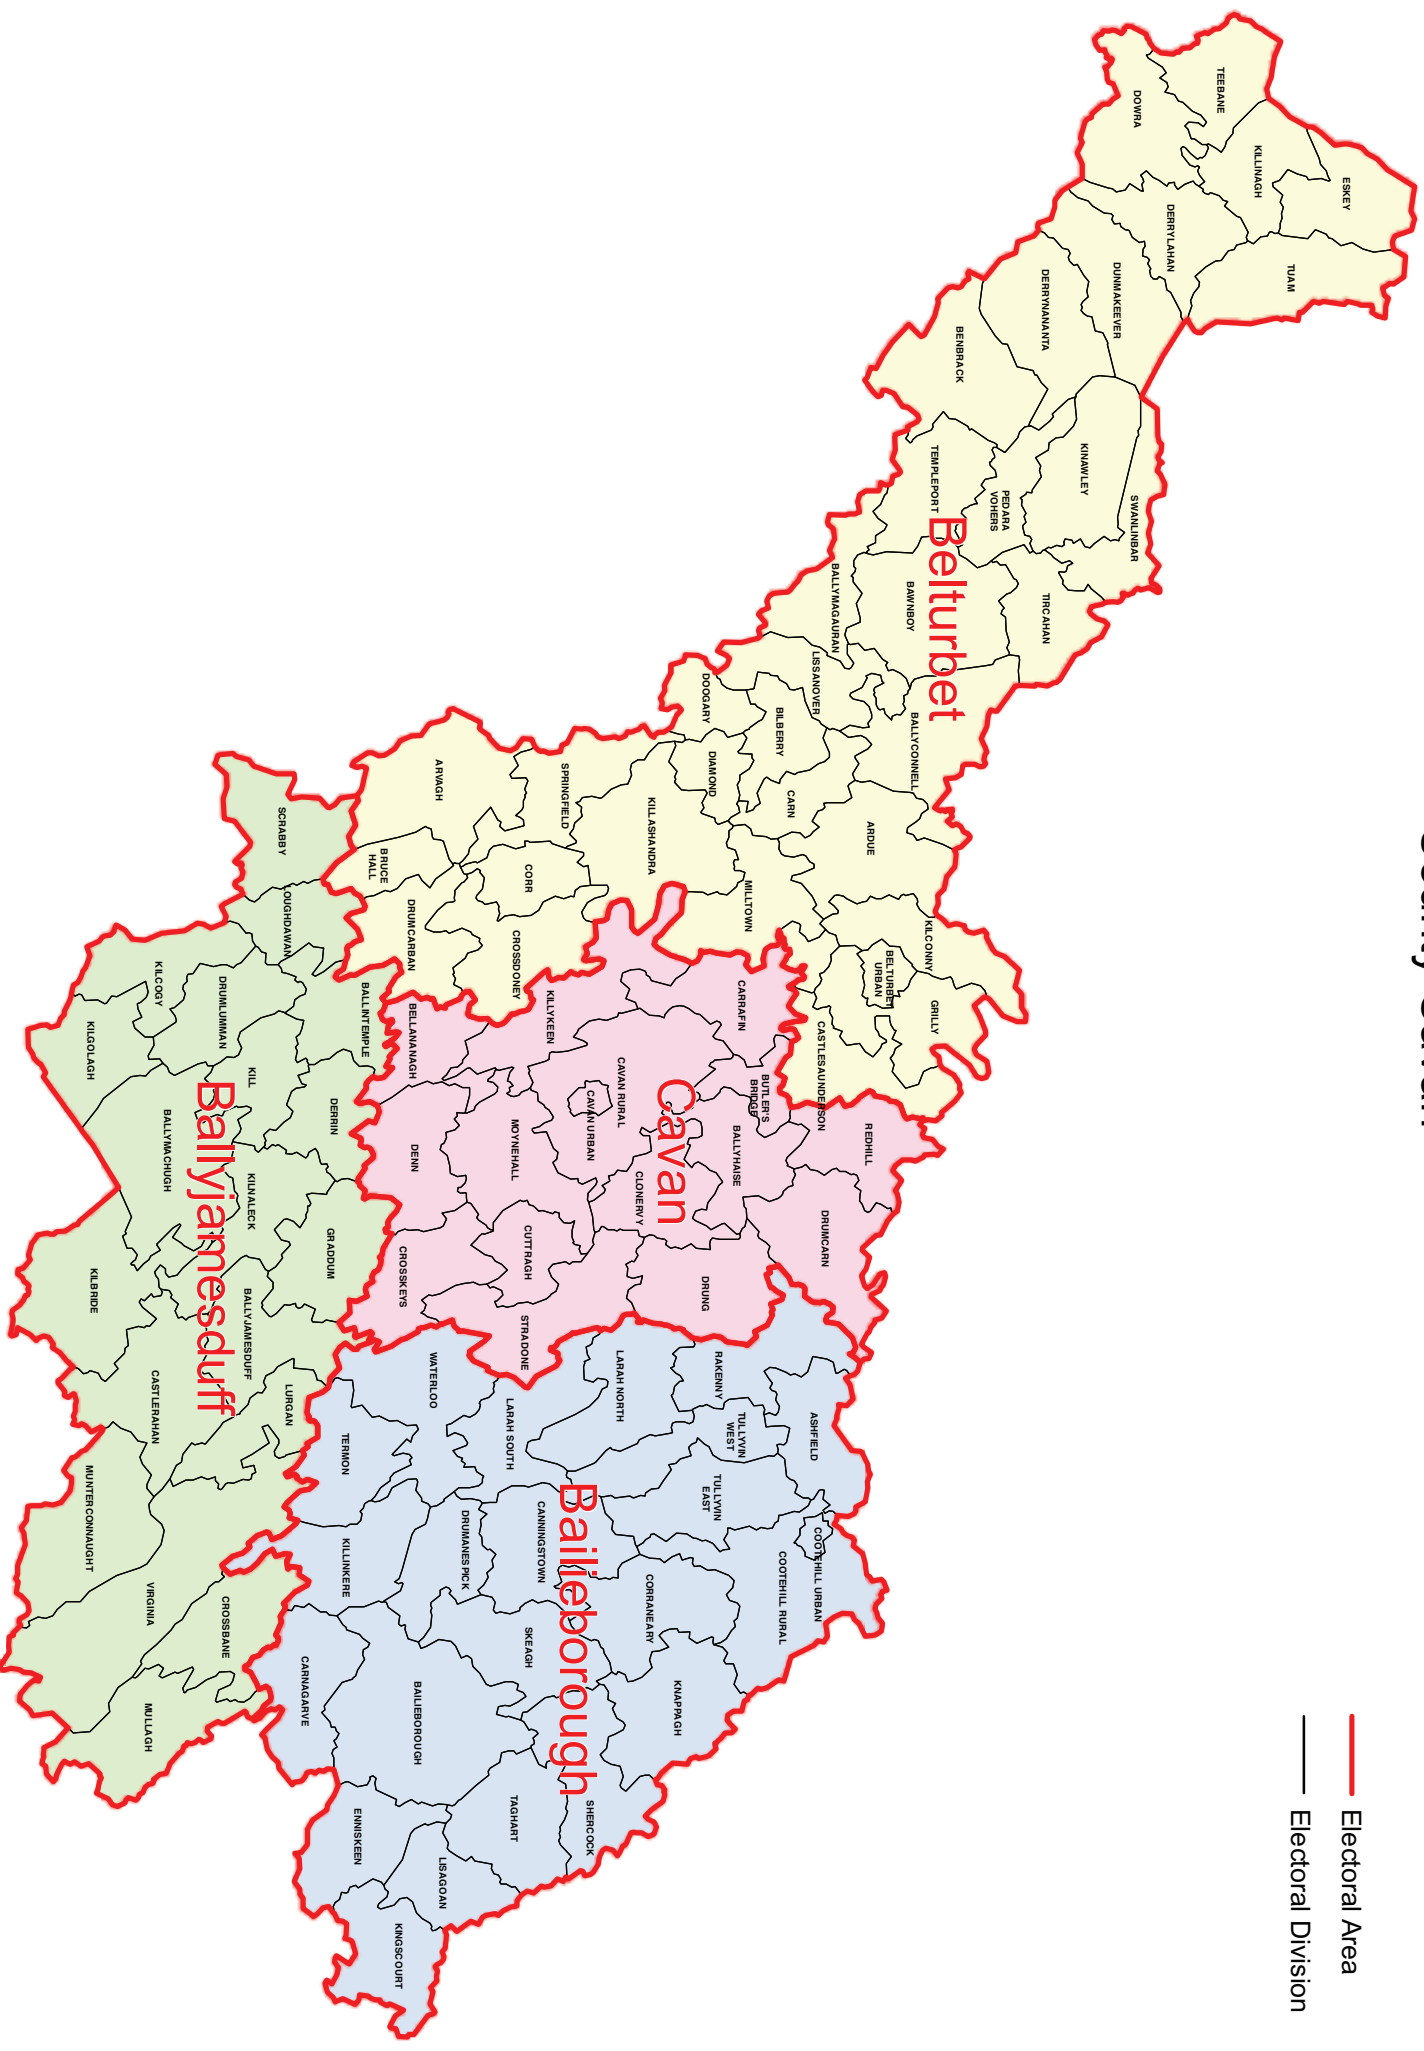 Electoral Area
Electoral Division
ESKEY
TUAM
KILLINAGH
TEEBANE
DOWRA
DERRYLAHAN
DUNMAKEEVER
DERRYNANANTA
BENBRACK
SWANLINBAR
KINAWLEY
PEDARA
VOHERS
TEMPLEPORT
TIRCAHAN
Belturbet
BAWNBOY
BALLYMAGAURAN
LISSANOVER
BALLYCONNELL
DOOGARY
BILBERRY
DIAMOND
CARN
ARDUE
SPRINGFIELD
ARVAGH
KILLASHANDRA
BRUCE
HALL
CORR
MILLTOWN
DRUMCARBAN
CROSSDONEY
KILCONNY
BELTURBET
URBAN
GRILLY
CASTLESAUNDERSON
REDHILL
DRUMCARN
CARRAFIN
BUTLER'S
BRIDGE
BALLYHAISE
Cavan
KILLYKEEN
BELLANANAGH
CAVAN RURAL
CAVAN URBAN
CLONERVY
MOYNEHALL
DENN
CUTTRAGH
CROSSKEYS
STRADONE
DRUNG
SCRABBY
LOUGHDAWAN
BALLINTEMPLE
KILCOGY
DRUMLUMMAN
KILGOLAGH
KILL
DERRIN
BALLYMACHUGH
KILNALECK
Ballyjamesduff
GRADDUM
KILBRIDE
BALLYJAMESDUFF
CASTLERAHAN
LURGAN
MUNTERCONNAUGHT
VIRGINIA
CROSSBANE
MULLAGH
ASHFIELD
RAKENNY
LARAH NORTH
WATERLOO
LARAH SOUTH
TERMON
TULLYVIN
WEST
TULLYVIN
EAST
COOTEHILL URBAN
COOTEHILL RURAL
CANNINGSTOWN
DRUMANESPICK
KILLINKERE
Bailieborough
CORRANEARY
SKEAGH
KNAPPAGH
CARNAGARVE
BAILIEBOROUGH
SHERCOCK
TAGHART
ENNISKEEN
LISAGOAN
KINGSCOURT